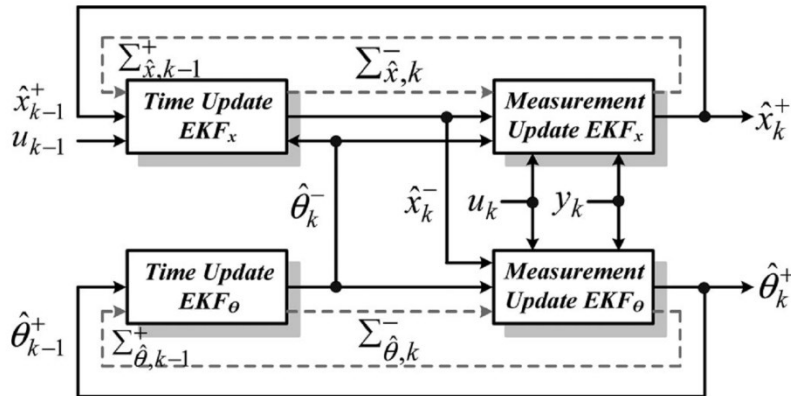 Σ⁺x̂,k−1
Σ⁻x̂,k
x̂⁺k−1
Time Update
EKFx
Measurement
Update EKFx
x̂⁺k
uk−1
θ̂⁻k
x̂⁻k
uk
yk
Time Update
EKFθ
Measurement
Update EKFθ
θ̂⁺k
θ̂⁺k−1
Σ⁺θ̂,k−1
Σ⁻θ̂,k